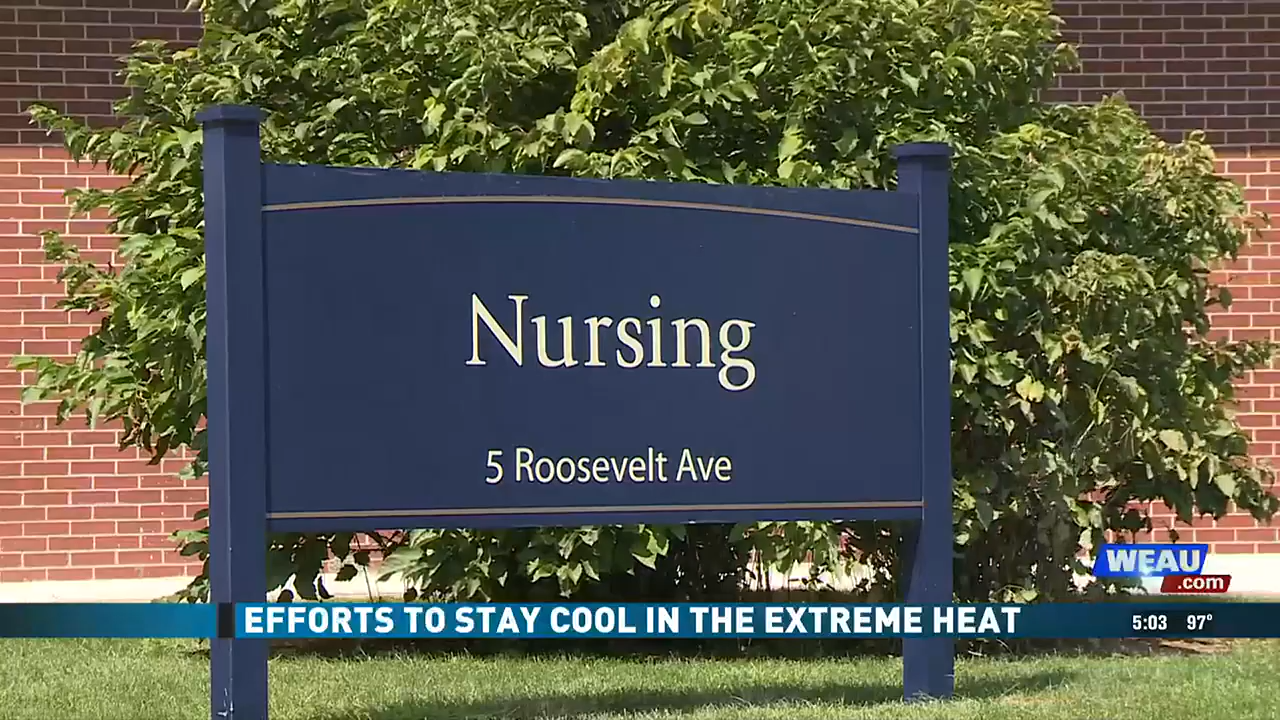 Nursing
5 Roosevelt Ave
WEAU
.com
EFFORTS TO STAY COOL IN THE EXTREME HEAT
5:03 97°